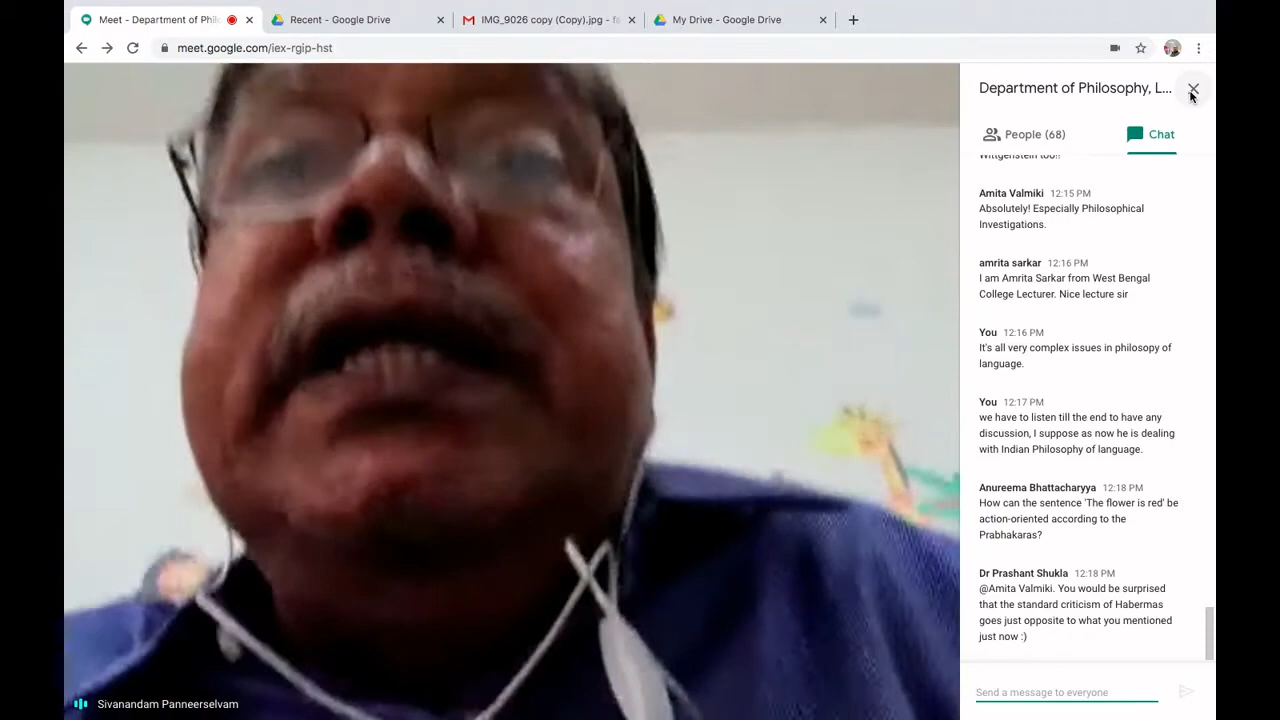 Meet - Department of Philo
Recent - Google Drive
IMG_9026 copy (Copy).jpg - fa
My Drive - Google Drive
meet.google.com/iex-rgip-hst
Department of Philosophy, L...
People (68)
Chat
Wittgenstein too!!
Amita Valmiki 12:15 PM
Absolutely! Especially Philosophical
Investigations.
amrita sarkar 12:16 PM
I am Amrita Sarkar from West Bengal
College Lecturer. Nice lecture sir
You 12:16 PM
It's all very complex issues in philosopy of
language.
You 12:17 PM
we have to listen till the end to have any
discussion, I suppose as now he is dealing
with Indian Philosophy of language.
Anureema Bhattacharyya 12:18 PM
How can the sentence 'The flower is red' be
action-oriented according to the
Prabhakaras?
Dr Prashant Shukla 12:18 PM
@Amita Valmiki. You would be surprised
that the standard criticism of Habermas
goes just opposite to what you mentioned
just now :)
Send a message to everyone
Sivanandam Panneerselvam